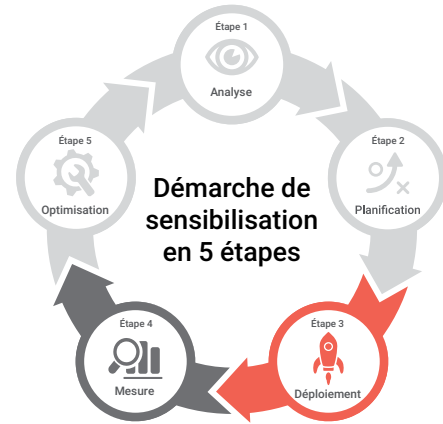 Étape 1
Analyse
Étape 2
Planification
Étape 3
Déploiement
Étape 4
Mesure
Étape 5
Optimisation
Démarche de
sensibilisation
en 5 étapes